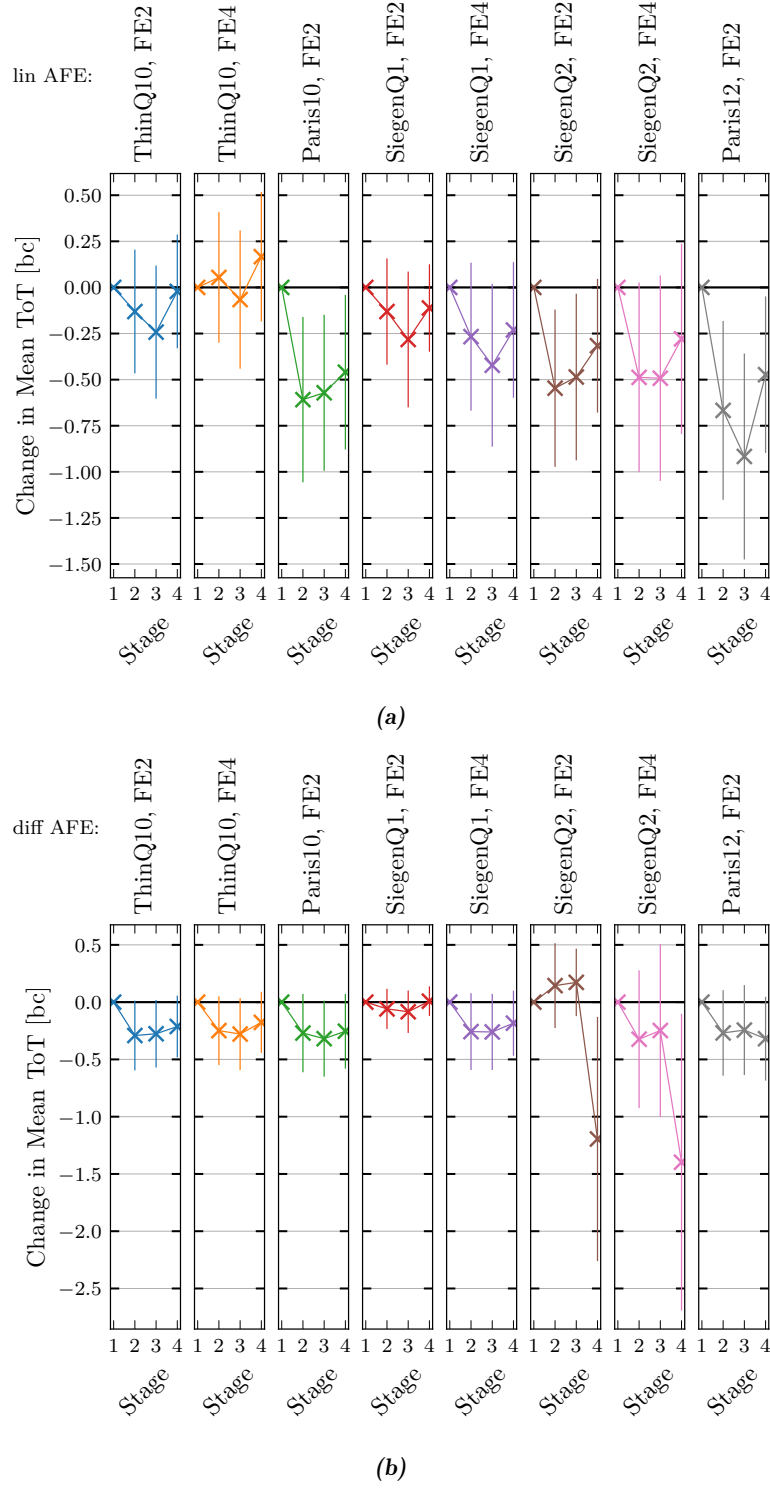 lin AFE:
ThinQ10, FE2
ThinQ10, FE4
Paris10, FE2
SiegenQ1, FE2
SiegenQ1, FE4
SiegenQ2, FE2
SiegenQ2, FE4
Paris12, FE2
Change in Mean ToT [bc]
0.50
0.25
0.00
−0.25
−0.50
−0.75
−1.00
−1.25
−1.50
1 2 3 4 1 2 3 4 1 2 3 4 1 2 3 4 1 2 3 4 1 2 3 4 1 2 3 4 1 2 3 4
Stage Stage Stage Stage Stage Stage Stage Stage
(a)
diff AFE:
ThinQ10, FE2
ThinQ10, FE4
Paris10, FE2
SiegenQ1, FE2
SiegenQ1, FE4
SiegenQ2, FE2
SiegenQ2, FE4
Paris12, FE2
Change in Mean ToT [bc]
0.5
0.0
−0.5
−1.0
−1.5
−2.0
−2.5
1 2 3 4 1 2 3 4 1 2 3 4 1 2 3 4 1 2 3 4 1 2 3 4 1 2 3 4 1 2 3 4
Stage Stage Stage Stage Stage Stage Stage Stage
(b)